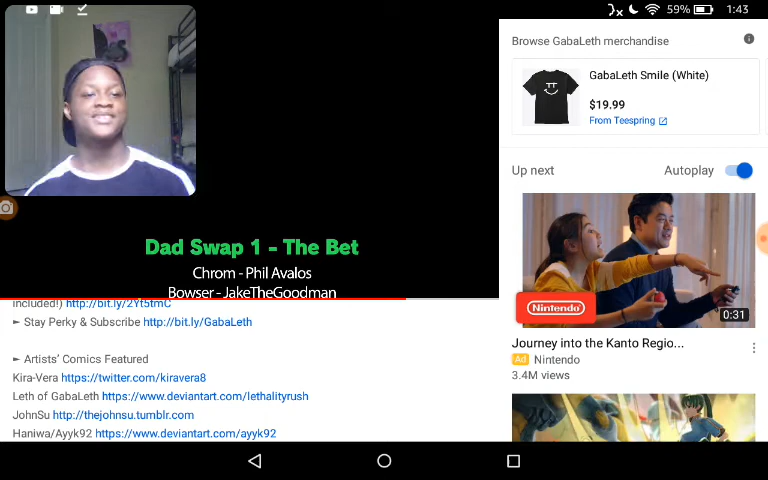 59% 1:43
Browse GabaLeth merchandise
GabaLeth Smile (White)
$19.99
From Teespring
Up next Autoplay
Dad Swap 1 - The Bet
Chrom - Phil Avalos
Bowser - JakeTheGoodman
included!) http://bit.ly/2Yt5tmC
► Stay Perky & Subscribe http://bit.ly/GabaLeth
► Artists' Comics Featured
Kira-Vera https://twitter.com/kiravera8
Leth of GabaLeth https://www.deviantart.com/lethalityrush
JohnSu http://thejohnsu.tumblr.com
Haniwa/Ayyk92 https://www.deviantart.com/ayyk92
Nintendo
0:31
Journey into the Kanto Regio...
Ad Nintendo
3.4M views